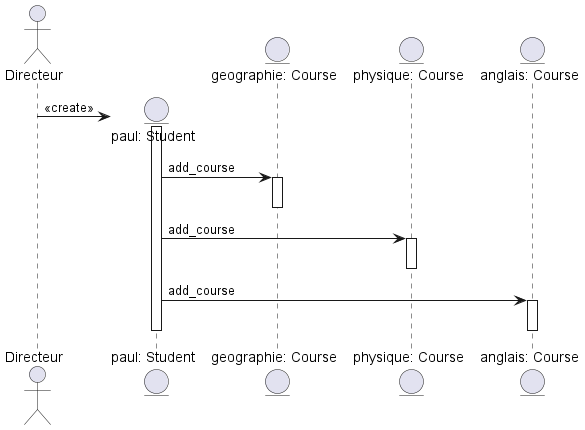 Directeur
geographie: Course
physique: Course
anglais: Course
«create»
paul: Student
add_course
add_course
add_course
Directeur
paul: Student
geographie: Course
physique: Course
anglais: Course